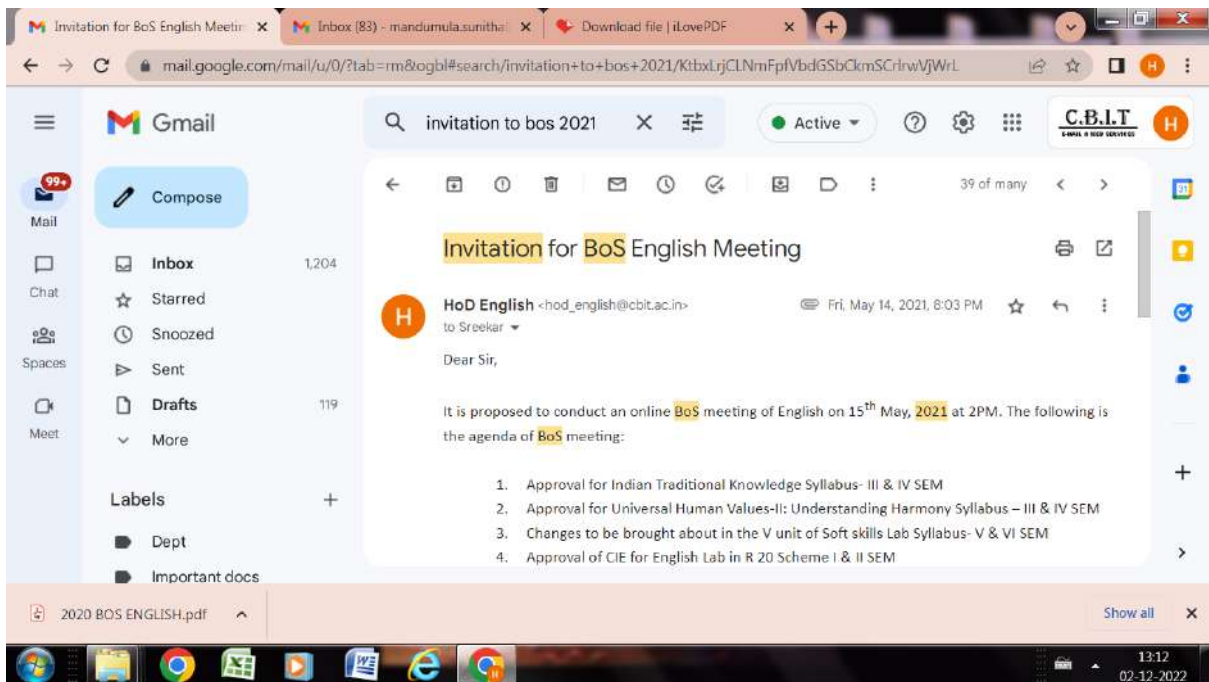 Invitation for BoS English Meetin
Inbox (83) - mandumula.sunitha
Download file | iLovePDF
mail.google.com/mail/u/0/?tab=rm&ogbl#search/invitation+to+bos+2021/
Gmail
invitation to bos 2021
Active
C.B.I.T
H
99+
Mail
Compose
39 of many
Chat
Inbox 1,204
Starred
Spaces
Snoozed
Sent
Meet
Drafts 119
More
Labels
Dept
Important docs
31
Invitation for BoS English Meeting
H
HoD English <hod_english@cbit.ac.in>
Fri, May 14, 2021, 8:03 PM
to Sreekar
Dear Sir,
It is proposed to conduct an online BoS meeting of English on 15th May, 2021 at 2PM. The following is
the agenda of BoS meeting:
1. Approval for Indian Traditional Knowledge Syllabus- III & IV SEM
2. Approval for Universal Human Values-II: Understanding Harmony Syllabus – III & IV SEM
3. Changes to be brought about in the V unit of Soft skills Lab Syllabus- V & VI SEM
4. Approval of CIE for English Lab in R 20 Scheme I & II SEM
2020 BOS ENGLISH.pdf
Show all
13:12
02-12-2022